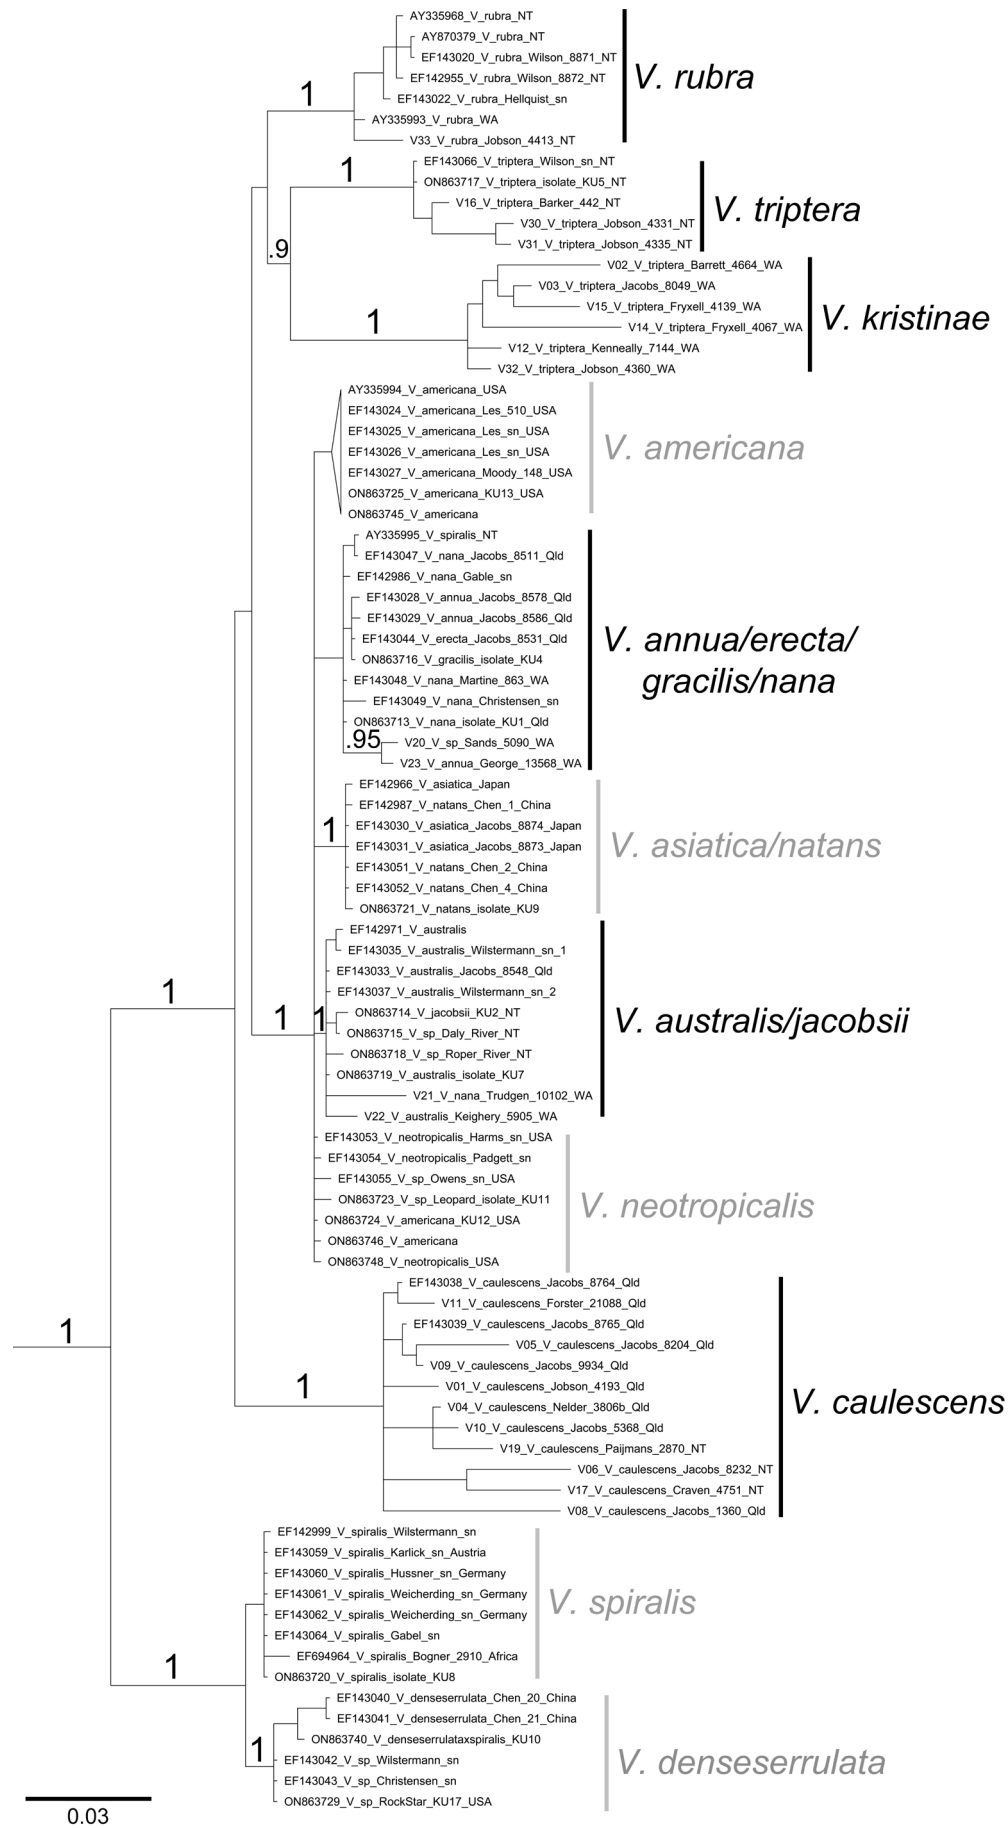 AY335968_V_rubra_NT
AY870379_V_rubra_NT
EF143020_V_rubra_Wilson_8871_NT
EF142955_V_rubra_Wilson_8872_NT
V. rubra
1
EF143022_V_rubra_Hellquist_sn
AY335993_V_rubra_WA
V33_V_rubra_Jobson_4413_NT
EF143066_V_triptera_Wilson_sn_NT
1
ON863717_V_triptera_isolate_KU5_NT
V16_V_triptera_Barker_442_NT
V. triptera
V30_V_triptera_Jobson_4331_NT
V31_V_triptera_Jobson_4335_NT
.9
V02_V_triptera_Barrett_4664_WA
V03_V_triptera_Jacobs_8049_WA
V15_V_triptera_Fryxell_4139_WA
1
V. kristinae
V14_V_triptera_Fryxell_4067_WA
V12_V_triptera_Kenneally_7144_WA
V32_V_triptera_Jobson_4360_WA
AY335994_V_americana_USA
EF143024_V_americana_Les_510_USA
EF143025_V_americana_Les_sn_USA
V. americana
EF143026_V_americana_Les_sn_USA
EF143027_V_americana_Moody_148_USA
ON863725_V_americana_KU13_USA
ON863745_V_americana
AY335995_V_spiralis_NT
EF143047_V_nana_Jacobs_8511_Qld
EF142986_V_nana_Gable_sn
EF143028_V_annua_Jacobs_8578_Qld
EF143029_V_annua_Jacobs_8586_Qld
EF143044_V_erecta_Jacobs_8531_Qld
V. annua/erecta/
gracilis/nana
ON863716_V_gracilis_isolate_KU4
EF143048_V_nana_Martine_863_WA
EF143049_V_nana_Christensen_sn
ON863713_V_nana_isolate_KU1_Qld
.95
V20_V_sp_Sands_5090_WA
V23_V_annua_George_13568_WA
EF142966_V_asiatica_Japan
EF142987_V_natans_Chen_1_China
1
EF143030_V_asiatica_Jacobs_8874_Japan
EF143031_V_asiatica_Jacobs_8873_Japan
V. asiatica/natans
EF143051_V_natans_Chen_2_China
EF143052_V_natans_Chen_4_China
ON863721_V_natans_isolate_KU9
EF142971_V_australis
EF143035_V_australis_Wilstermann_sn_1
EF143033_V_australis_Jacobs_8548_Qld
1
EF143037_V_australis_Wilstermann_sn_2
ON863714_V_jacobsii_KU2_NT
1
1
V. australis/jacobsii
ON863715_V_sp_Daly_River_NT
ON863718_V_sp_Roper_River_NT
ON863719_V_australis_isolate_KU7
V21_V_nana_Trudgen_10102_WA
V22_V_australis_Keighery_5905_WA
EF143053_V_neotropicalis_Harms_sn_USA
EF143054_V_neotropicalis_Padgett_sn
EF143055_V_sp_Owens_sn_USA
ON863723_V_sp_Leopard_isolate_KU11
V. neotropicalis
ON863724_V_americana_KU12_USA
ON863746_V_americana
ON863748_V_neotropicalis_USA
EF143038_V_caulescens_Jacobs_8764_Qld
V11_V_caulescens_Forster_21088_Qld
EF143039_V_caulescens_Jacobs_8765_Qld
1
V05_V_caulescens_Jacobs_8204_Qld
V09_V_caulescens_Jacobs_9934_Qld
1
V01_V_caulescens_Jobson_4193_Qld
V. caulescens
V04_V_caulescens_Nelder_3806b_Qld
V10_V_caulescens_Jacobs_5368_Qld
V19_V_caulescens_Paijmans_2870_NT
V06_V_caulescens_Jacobs_8232_NT
V17_V_caulescens_Craven_4751_NT
V08_V_caulescens_Jacobs_1360_Qld
EF142999_V_spiralis_Wilstermann_sn
EF143059_V_spiralis_Karlick_sn_Austria
EF143060_V_spiralis_Hussner_sn_Germany
EF143061_V_spiralis_Weicherding_sn_Germany
V. spiralis
EF143062_V_spiralis_Weicherding_sn_Germany
EF143064_V_spiralis_Gabel_sn
EF694964_V_spiralis_Bogner_2910_Africa
1
ON863720_V_spiralis_isolate_KU8
EF143040_V_denseserrulata_Chen_20_China
EF143041_V_denseserrulata_Chen_21_China
ON863740_V_denseserrulataxspiralis_KU10
1
EF143042_V_sp_Wilstermann_sn
V. denseserrulata
EF143043_V_sp_Christensen_sn
ON863729_V_sp_RockStar_KU17_USA
0.03